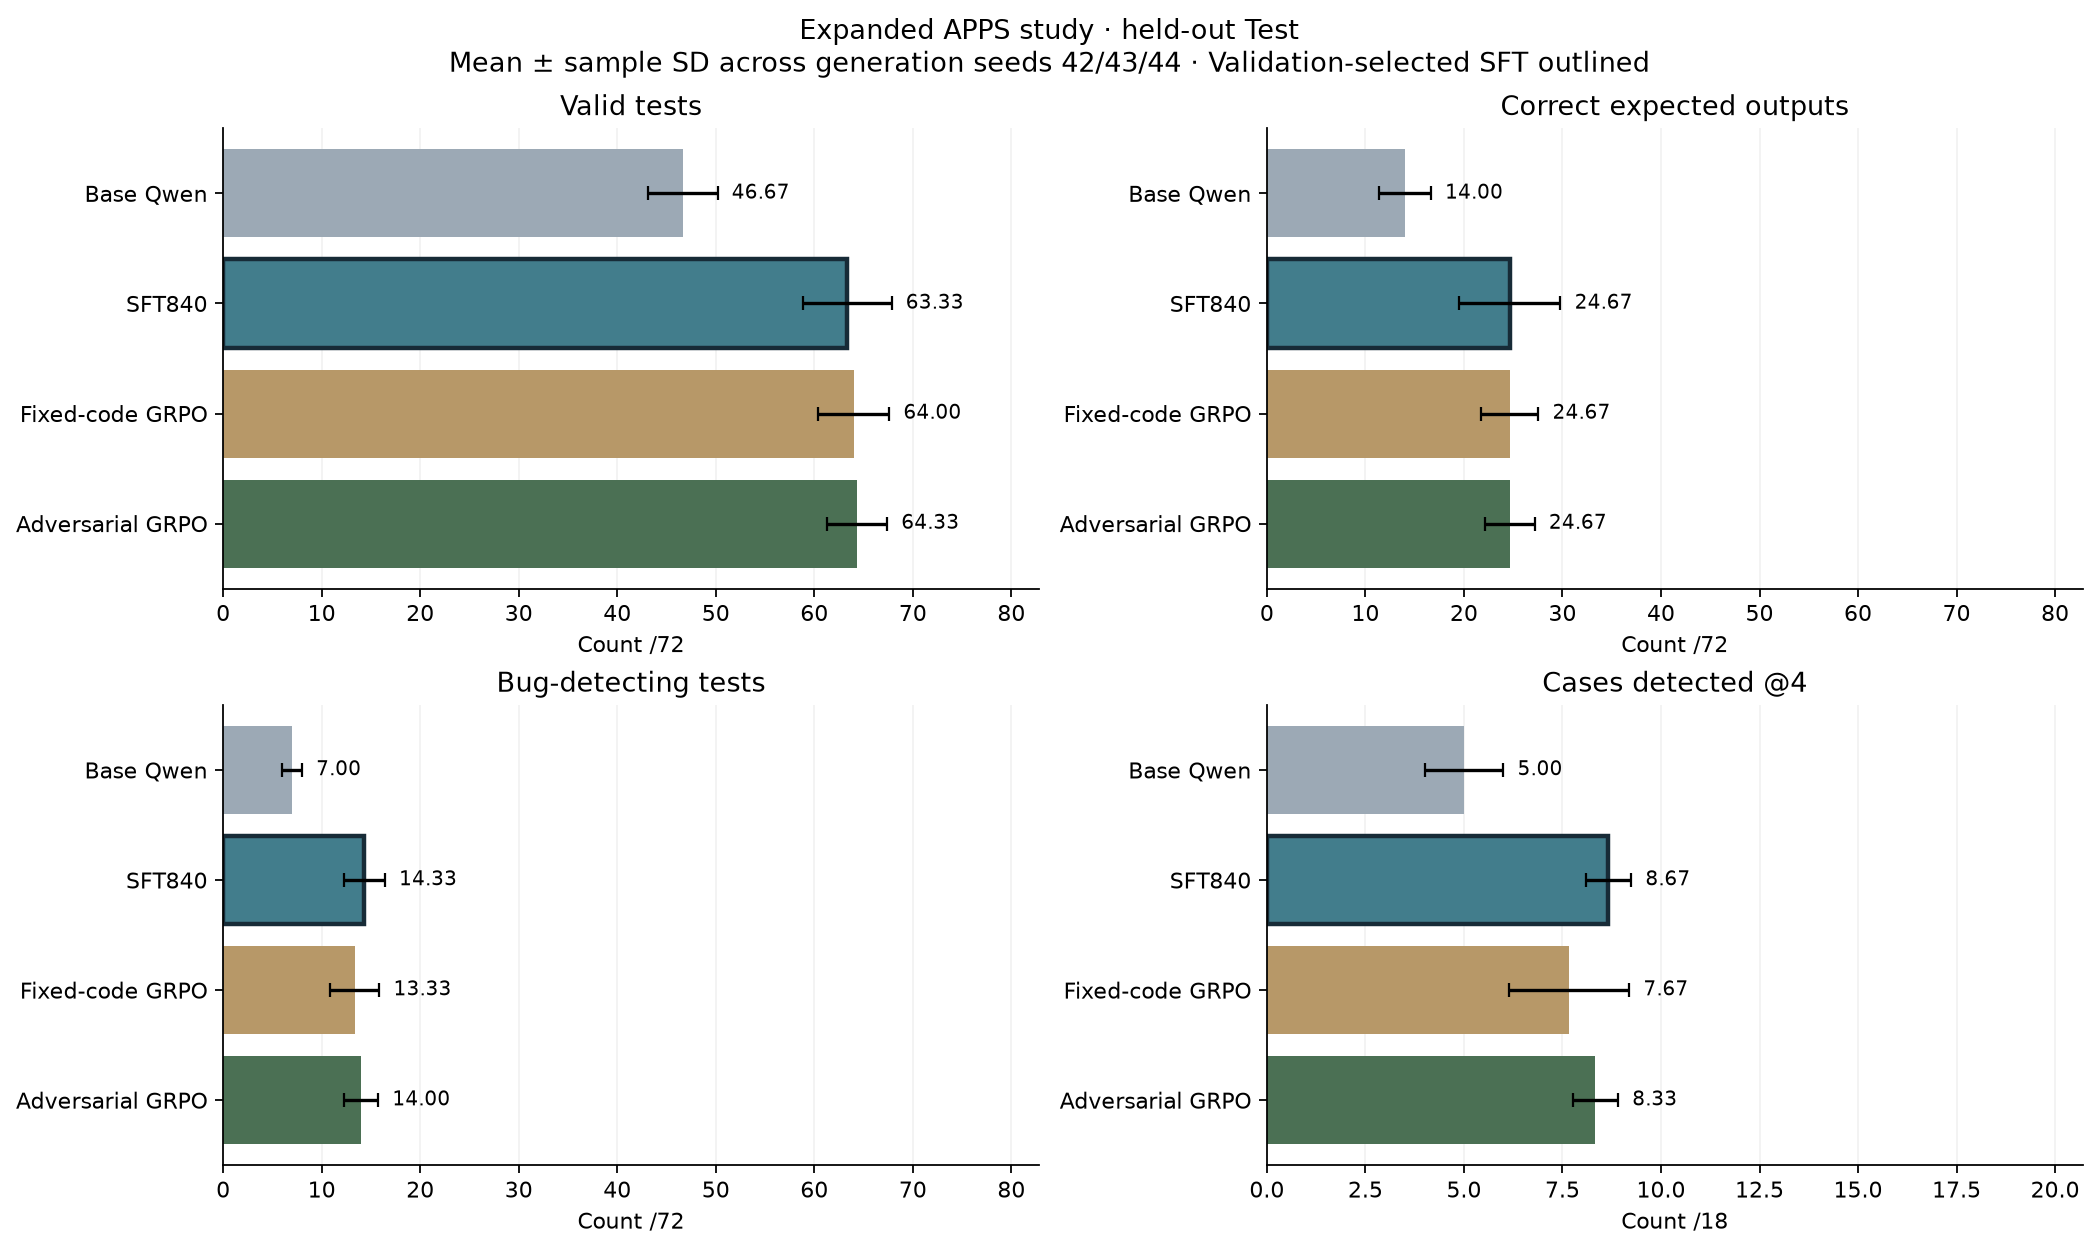 Expanded APPS study · held-out Test
Mean ± sample SD across generation seeds 42/43/44 · Validation-selected SFT outlined
Valid tests
Base Qwen
46.67
SFT840
63.33
Fixed-code GRPO
64.00
Adversarial GRPO
64.33
0 10 20 30 40 50 60 70 80
Count /72
Correct expected outputs
Base Qwen
14.00
SFT840
24.67
Fixed-code GRPO
24.67
Adversarial GRPO
24.67
0 10 20 30 40 50 60 70 80
Count /72
Bug-detecting tests
Base Qwen
7.00
SFT840
14.33
Fixed-code GRPO
13.33
Adversarial GRPO
14.00
0 10 20 30 40 50 60 70 80
Count /72
Cases detected @4
Base Qwen
5.00
SFT840
8.67
Fixed-code GRPO
7.67
Adversarial GRPO
8.33
0.0 2.5 5.0 7.5 10.0 12.5 15.0 17.5 20.0
Count /18